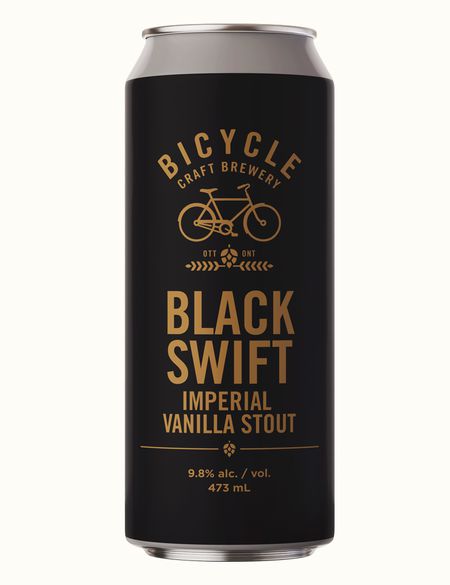 BICYCLE
CRAFT BREWERY
OTT ONT
BLACK
SWIFT
IMPERIAL
VANILLA STOUT
9.8% alc. / vol.
473 mL